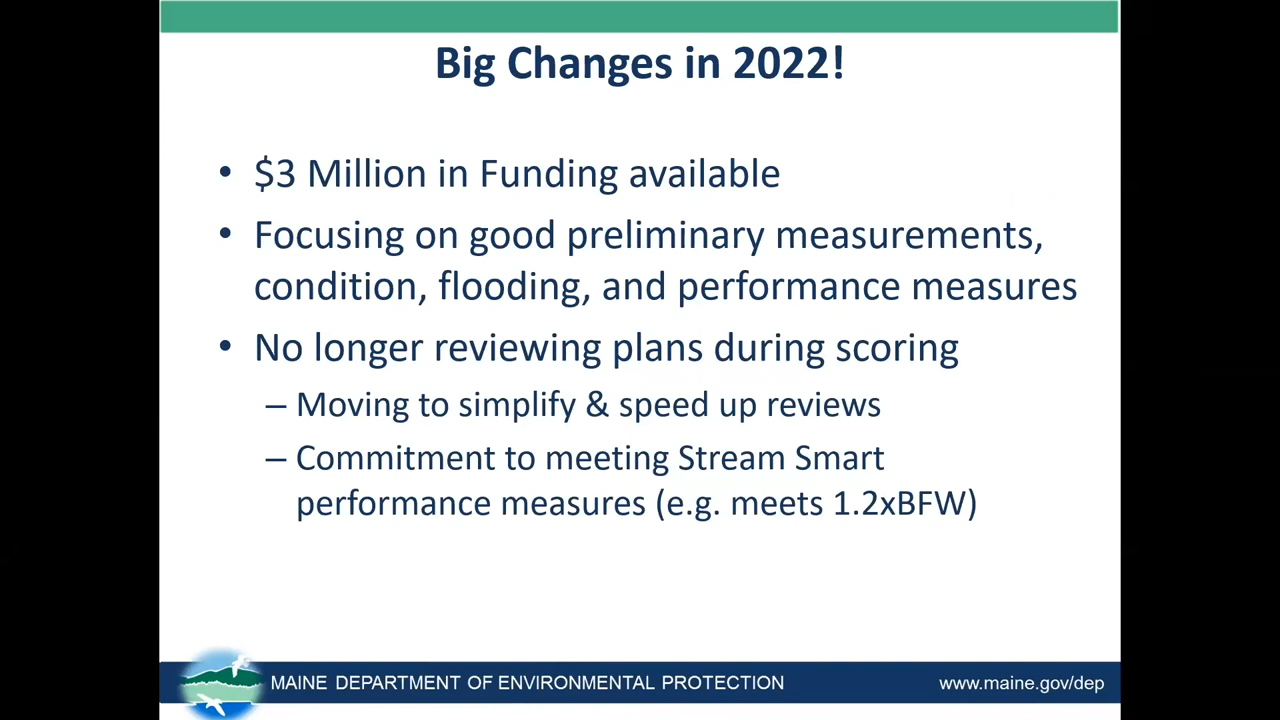 Big Changes in 2022!
• $3 Million in Funding available
• Focusing on good preliminary measurements,
condition, flooding, and performance measures
• No longer reviewing plans during scoring
– Moving to simplify & speed up reviews
– Commitment to meeting Stream Smart
performance measures (e.g. meets 1.2xBFW)
MAINE DEPARTMENT OF ENVIRONMENTAL PROTECTION
www.maine.gov/dep